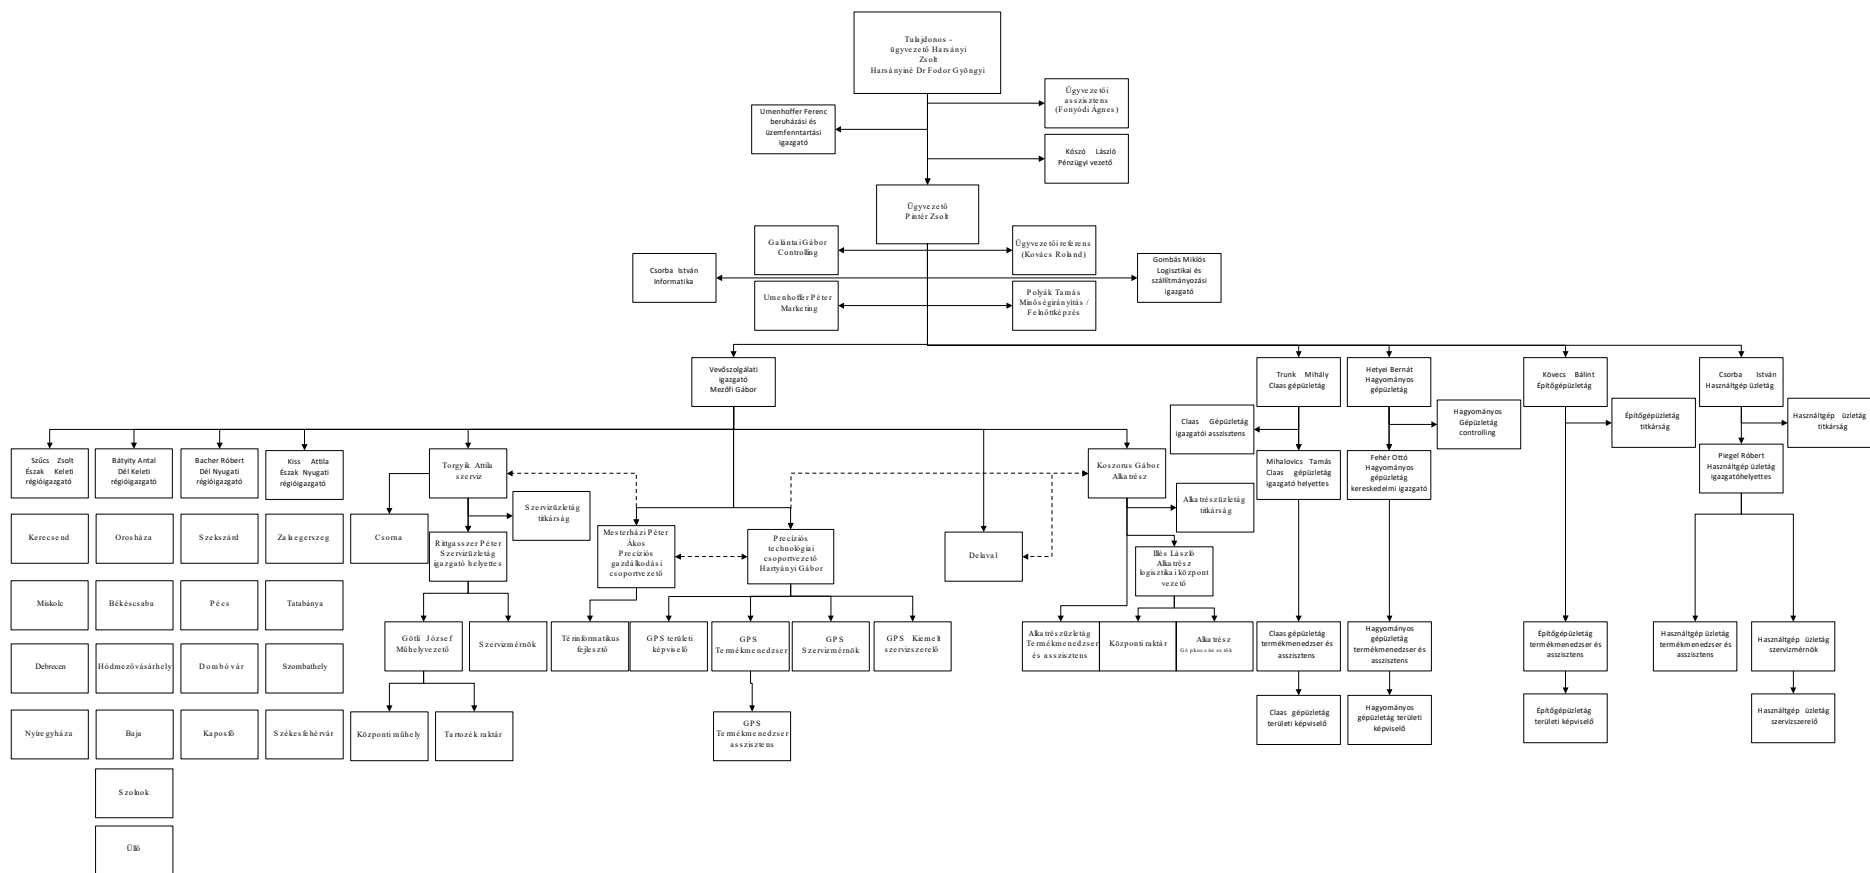 Tulajdonos -
ügyvezető Harsányi
Zsolt
Harsányiné Dr Fodor Gyöngyi
Ügyvezetői
asszisztens
(Fonyódi Ágnes)
Umenhoffer Ferenc
beruházási és
üzemfenntartási
igazgató
Kószó László
Pénzügyi vezető
Ügyvezető
Pintér Zsolt
Galántai Gábor
Controlling
Ügyvezetői referens
(Kovács Roland)
Csorba István
Informatika
Gombás Miklós
Logisztikai és
szállítmányozási
igazgató
Umenhoffer Péter
Marketing
Polyák Tamás
Minőségirányítás /
Felnőttképzés
Vevőszolgálati
igazgató
Mezőfi Gábor
Trunk Mihály
Claas gépüzletág
Hetyei Bernát
Hagyományos
gépüzletág
Kövecs Bálint
Építőgépüzletág
Csorba István
Használtgép üzletág
Claas Gépüzletág
igazgatói asszisztens
Hagyományos
Gépüzletág
controlling
Építőgépüzletág
titkárság
Használtgép üzletág
titkárság
Szűcs Zsolt
Észak Keleti
régióigazgató
Bátyity Antal
Dél Keleti
régióigazgató
Bacher Róbert
Dél Nyugati
régióigazgató
Kiss Attila
Észak Nyugati
régióigazgató
Torgyik Attila
szerviz
Koszorus Gábor
Alkatrész
Mihalovics Tamás
Claas gépüzletág
igazgató helyettes
Fehér Ottó
Hagyományos
gépüzletág
kereskedelmi igazgató
Piegel Róbert
Használtgép üzletág
igazgatóhelyettes
Szervizüzletág
titkárság
Alkatrészüzletág
titkárság
Kerecsend
Orosháza
Szekszárd
Zalaegerszeg
Csorna
Rittgasszer Péter
Szervizüzletág
igazgató helyettes
Mesterházi Péter
Ákos
Precíziós
gazdálkodási
csoportvezető
Precíziós
technológiai
csoportvezető
Hartyányi Gábor
Delaval
Illés László
Alkatrész
logisztikai központ
vezető
Miskolc
Békéscsaba
Pécs
Tatabánya
Götli József
Műhelyvezető
Szervizmérnök
Térinformatikus
fejlesztő
GPS területi
képviselő
GPS
Termékmenedzser
GPS
Szervizmérnök
GPS Kiemelt
szervizszerelő
Alkatrészüzletág
Termékmenedzser
és asszisztens
Központi raktár
Alkatrész
Gépkocsivezetők
Claas gépüzletág
termékmenedzser és
asszisztens
Hagyományos
gépüzletág
termékmenedzser és
asszisztens
Építőgépüzletág
termékmenedzser és
asszisztens
Használtgép üzletág
termékmenedzser és
asszisztens
Használtgép üzletág
szervizmérnök
Debrecen
Hódmezővásárhely
Dombóvár
Szombathely
Nyíregyháza
Baja
Kaposfő
Székesfehérvár
Központi műhely
Tartozék raktár
GPS
Termékmenedzser
asszisztens
Claas gépüzletág
területi képviselő
Hagyományos
gépüzletág területi
képviselő
Építőgépüzletág
területi képviselő
Használtgép üzletág
szervizszerelő
Szolnok
Üllő